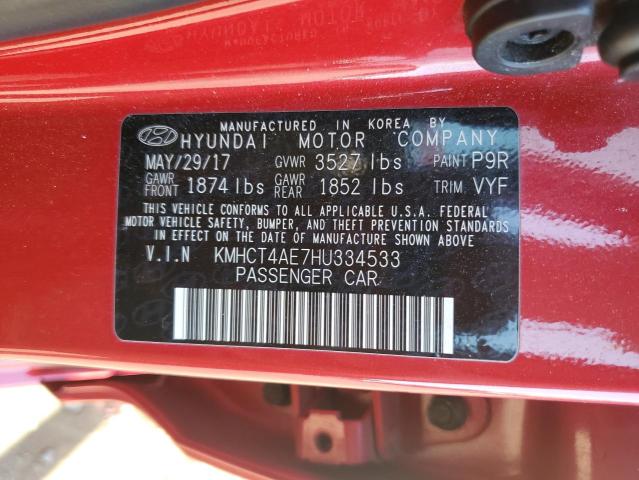 MANUFACTURED IN KOREA BY
HYUNDAI MOTOR COMPANY
MAY/29/17 GVWR 3527 lbs PAINT P9R
GAWR FRONT 1874 lbs GAWR REAR 1852 lbs TRIM VYF
THIS VEHICLE CONFORMS TO ALL APPLICABLE U.S.A. FEDERAL
MOTOR VEHICLE SAFETY, BUMPER, AND THEFT PREVENTION
STANDARDS IN EFFECT ON THE DATE OF MANUFACTURE SHOWN ABOVE
V.I.N KMHCT4AE7HU334533
PASSENGER CAR